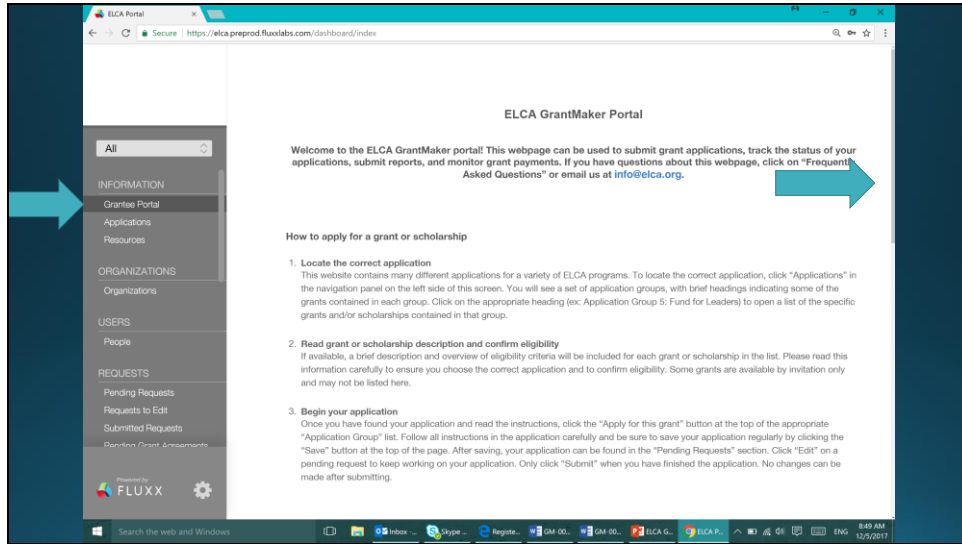 ELCA Portal
Secure | https://elca.preprod.fluxxlabs.com/dashboard/index
All
INFORMATION
Grantee Portal
Applications
Resources
ORGANIZATIONS
Organizations
USERS
People
REQUESTS
Pending Requests
Requests to Edit
Submitted Requests
Pending Grant Agreements
Powered by
FLUXX
ELCA GrantMaker Portal
Welcome to the ELCA GrantMaker portal! This webpage can be used to submit grant applications, track the status of your
applications, submit reports, and monitor grant payments. If you have questions about this webpage, click on “Frequently
Asked Questions” or email us at info@elca.org.
How to apply for a grant or scholarship
1. Locate the correct application
This website contains many different applications for a variety of ELCA programs. To locate the correct application, click “Applications” in
the navigation panel on the left side of this screen. You will see a set of application groups, with brief headings indicating some of the
grants contained in each group. Click on the appropriate heading (ex: Application Group 5: Fund for Leaders) to open a list of the specific
grants and/or scholarships contained in that group.
2. Read grant or scholarship description and confirm eligibility
If available, a brief description and overview of eligibility criteria will be included for each grant or scholarship in the list. Please read this
information carefully to ensure you choose the correct application and to confirm eligibility. Some grants are available by invitation only
and may not be listed here.
3. Begin your application
Once you have found your application and read the instructions, click the “Apply for this grant” button at the top of the appropriate
“Application Group” list. Follow all instructions in the application carefully and be sure to save your application regularly by clicking the
“Save” button at the top of the page. After saving, your application can be found in the “Pending Requests” section. Click “Edit” on a
pending request to keep working on your application. Only click “Submit” when you have finished the application. No changes can be
made after submitting.
Search the web and Windows
Inbox -... Skype -... Registe... GM-00... GM-00... ELCA G... ELCA P... ENG 8:49 AM
12/5/2017